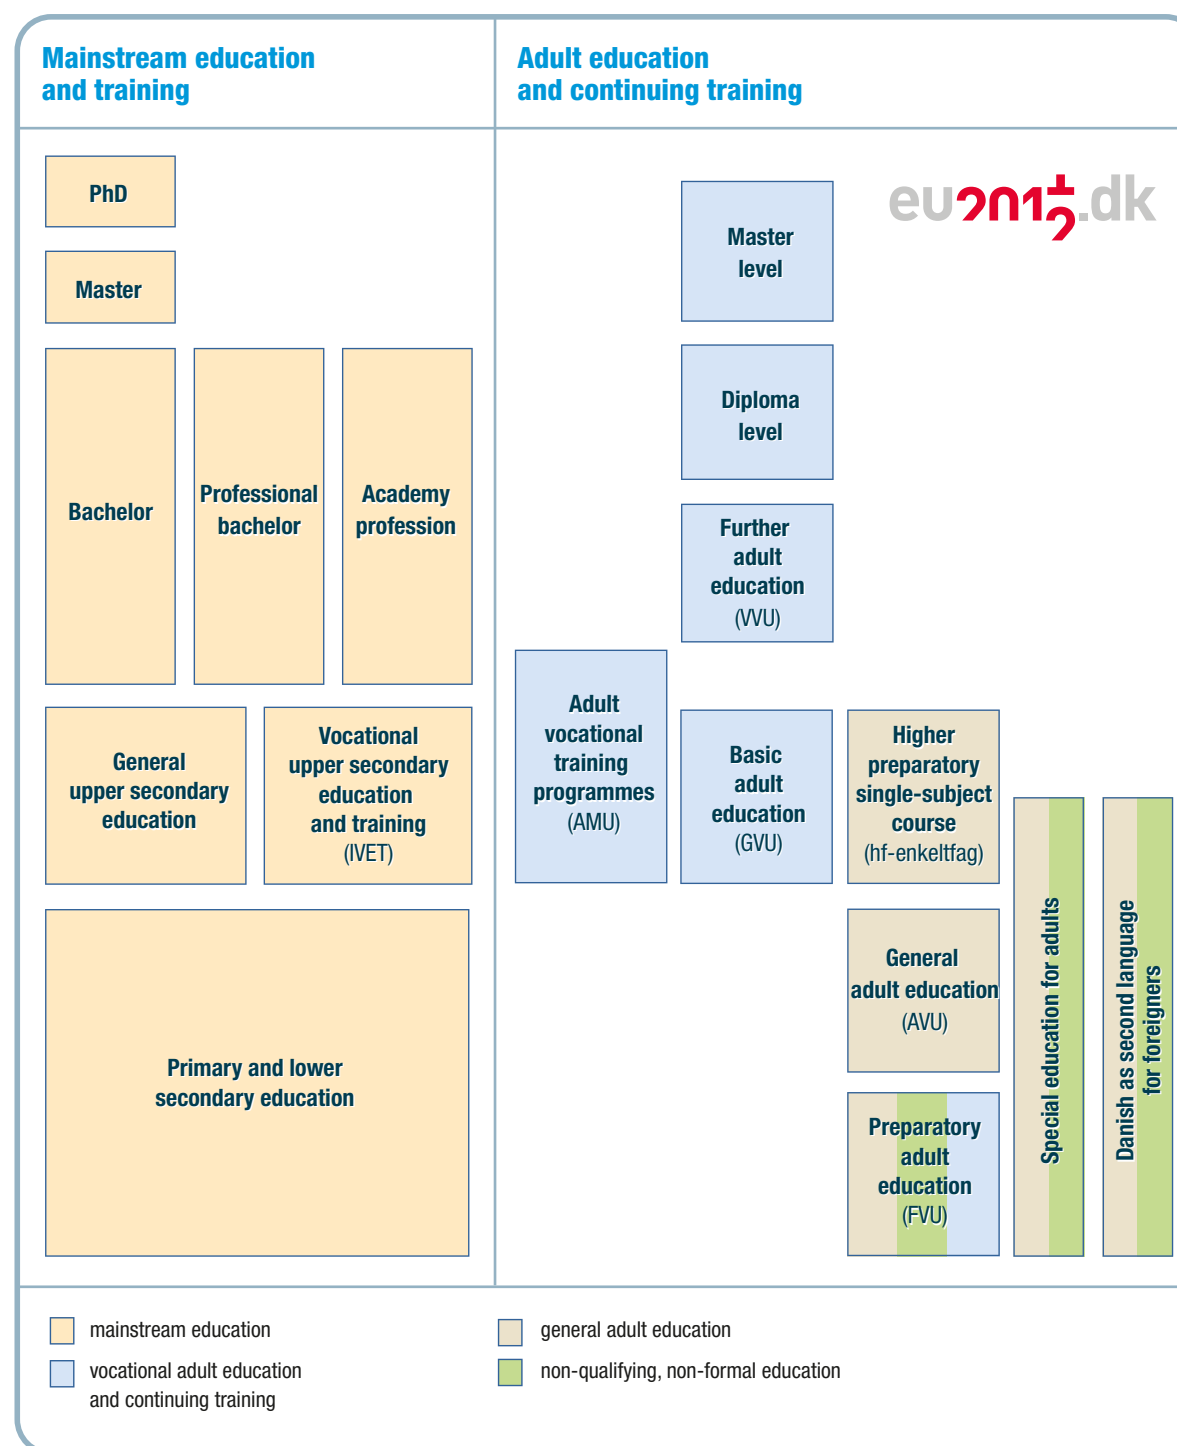 Mainstream education
and training
Adult education
and continuing training
eu2012.dk
PhD
Master
Bachelor
Professional
bachelor
Academy
profession
General
upper secondary
education
Vocational
upper secondary
education
and training
(IVET)
Primary and lower
secondary education
Master
level
Diploma
level
Further
adult
education
(VVU)
Adult
vocational
training
programmes
(AMU)
Basic
adult
education
(GVU)
Higher
preparatory
single-subject
course
(hf-enkeltfag)
General
adult education
(AVU)
Preparatory
adult
education
(FVU)
Special education for adults
Danish as second language
for foreigners
mainstream education
vocational adult education
and continuing training
general adult education
non-qualifying, non-formal education